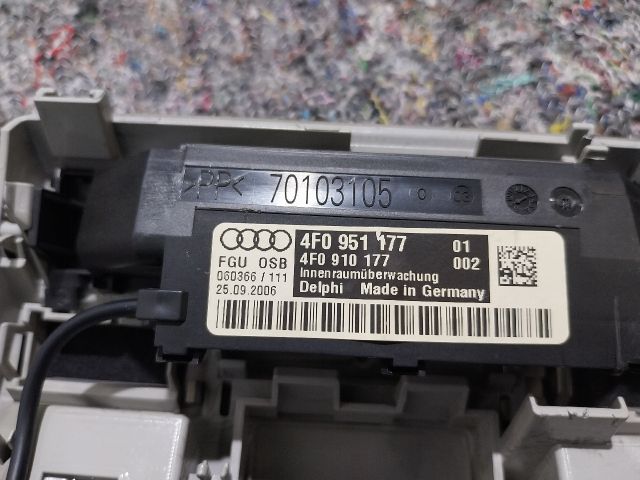 >PP< 70103105
4F0 951 177 01
4F0 910 177 002
FGU OSB
Innenraumüberwachung
060366 / 111
Delphi Made in Germany
25.09.2006